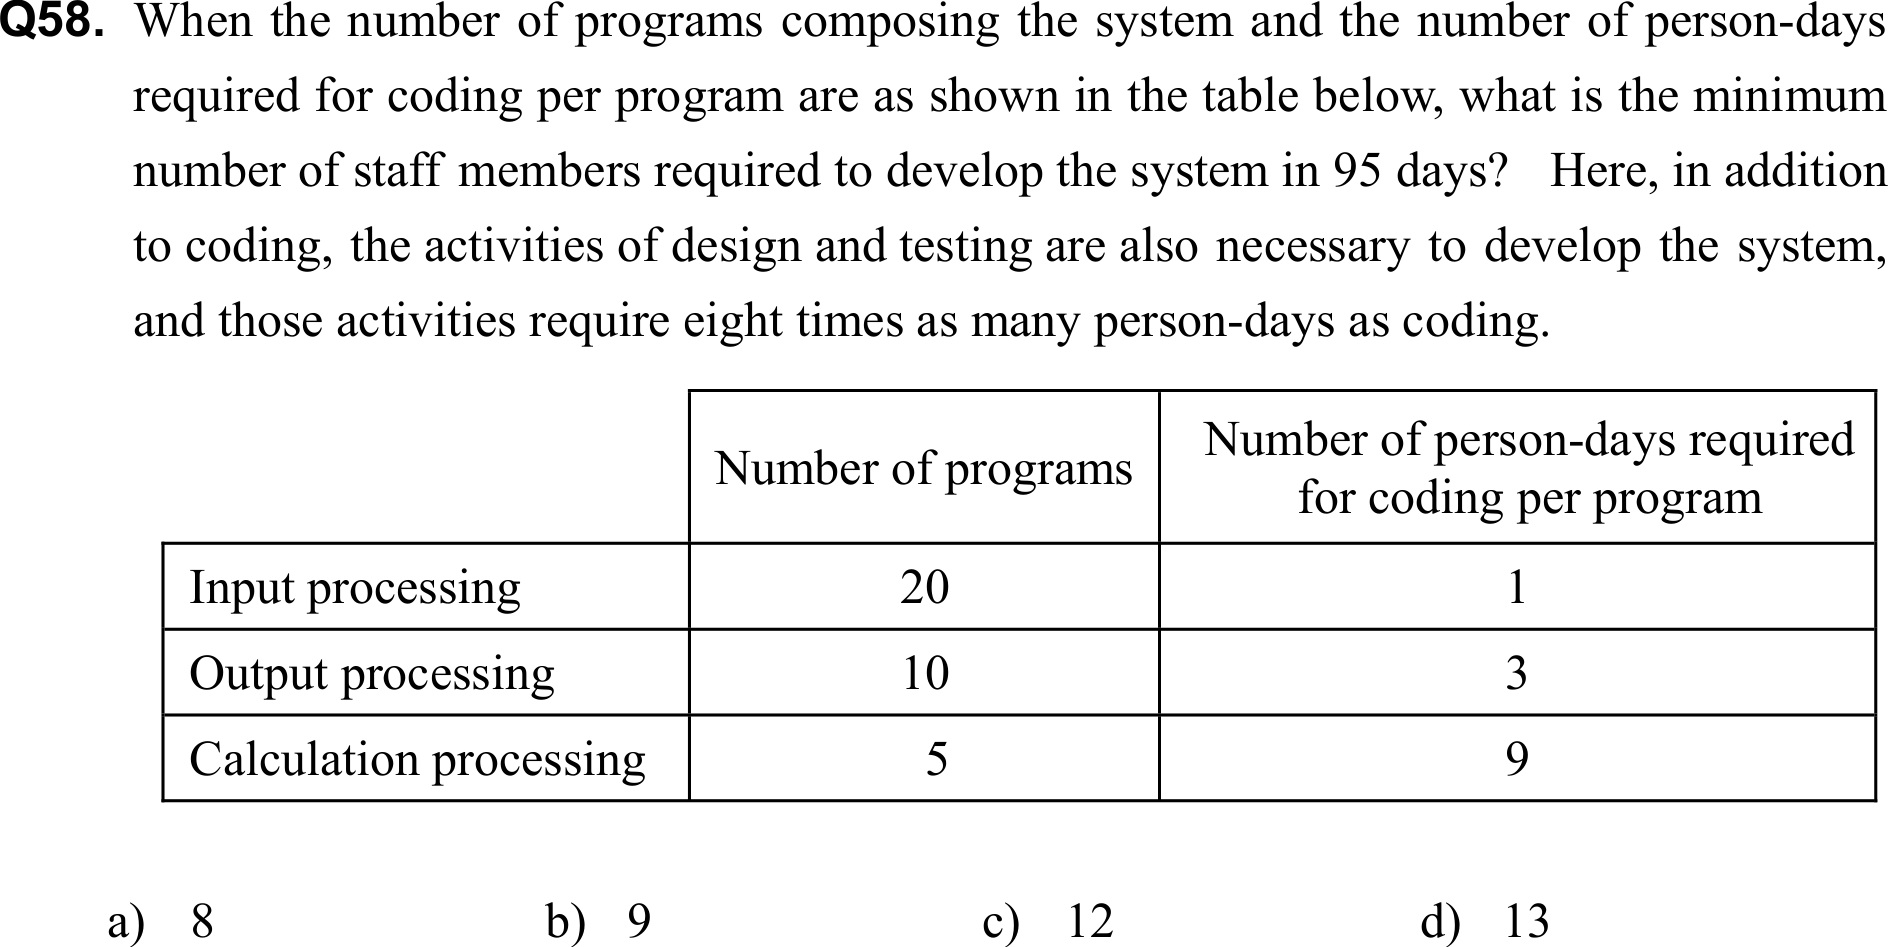 Q58. When the number of programs composing the system and the number of person-days
required for coding per program are as shown in the table below, what is the minimum
number of staff members required to develop the system in 95 days? Here, in addition
to coding, the activities of design and testing are also necessary to develop the system,
and those activities require eight times as many person-days as coding.
Number of programs
Number of person-days required
for coding per program
Input processing 20 1
Output processing 10 3
Calculation processing 5 9
a) 8 b) 9 c) 12 d) 13